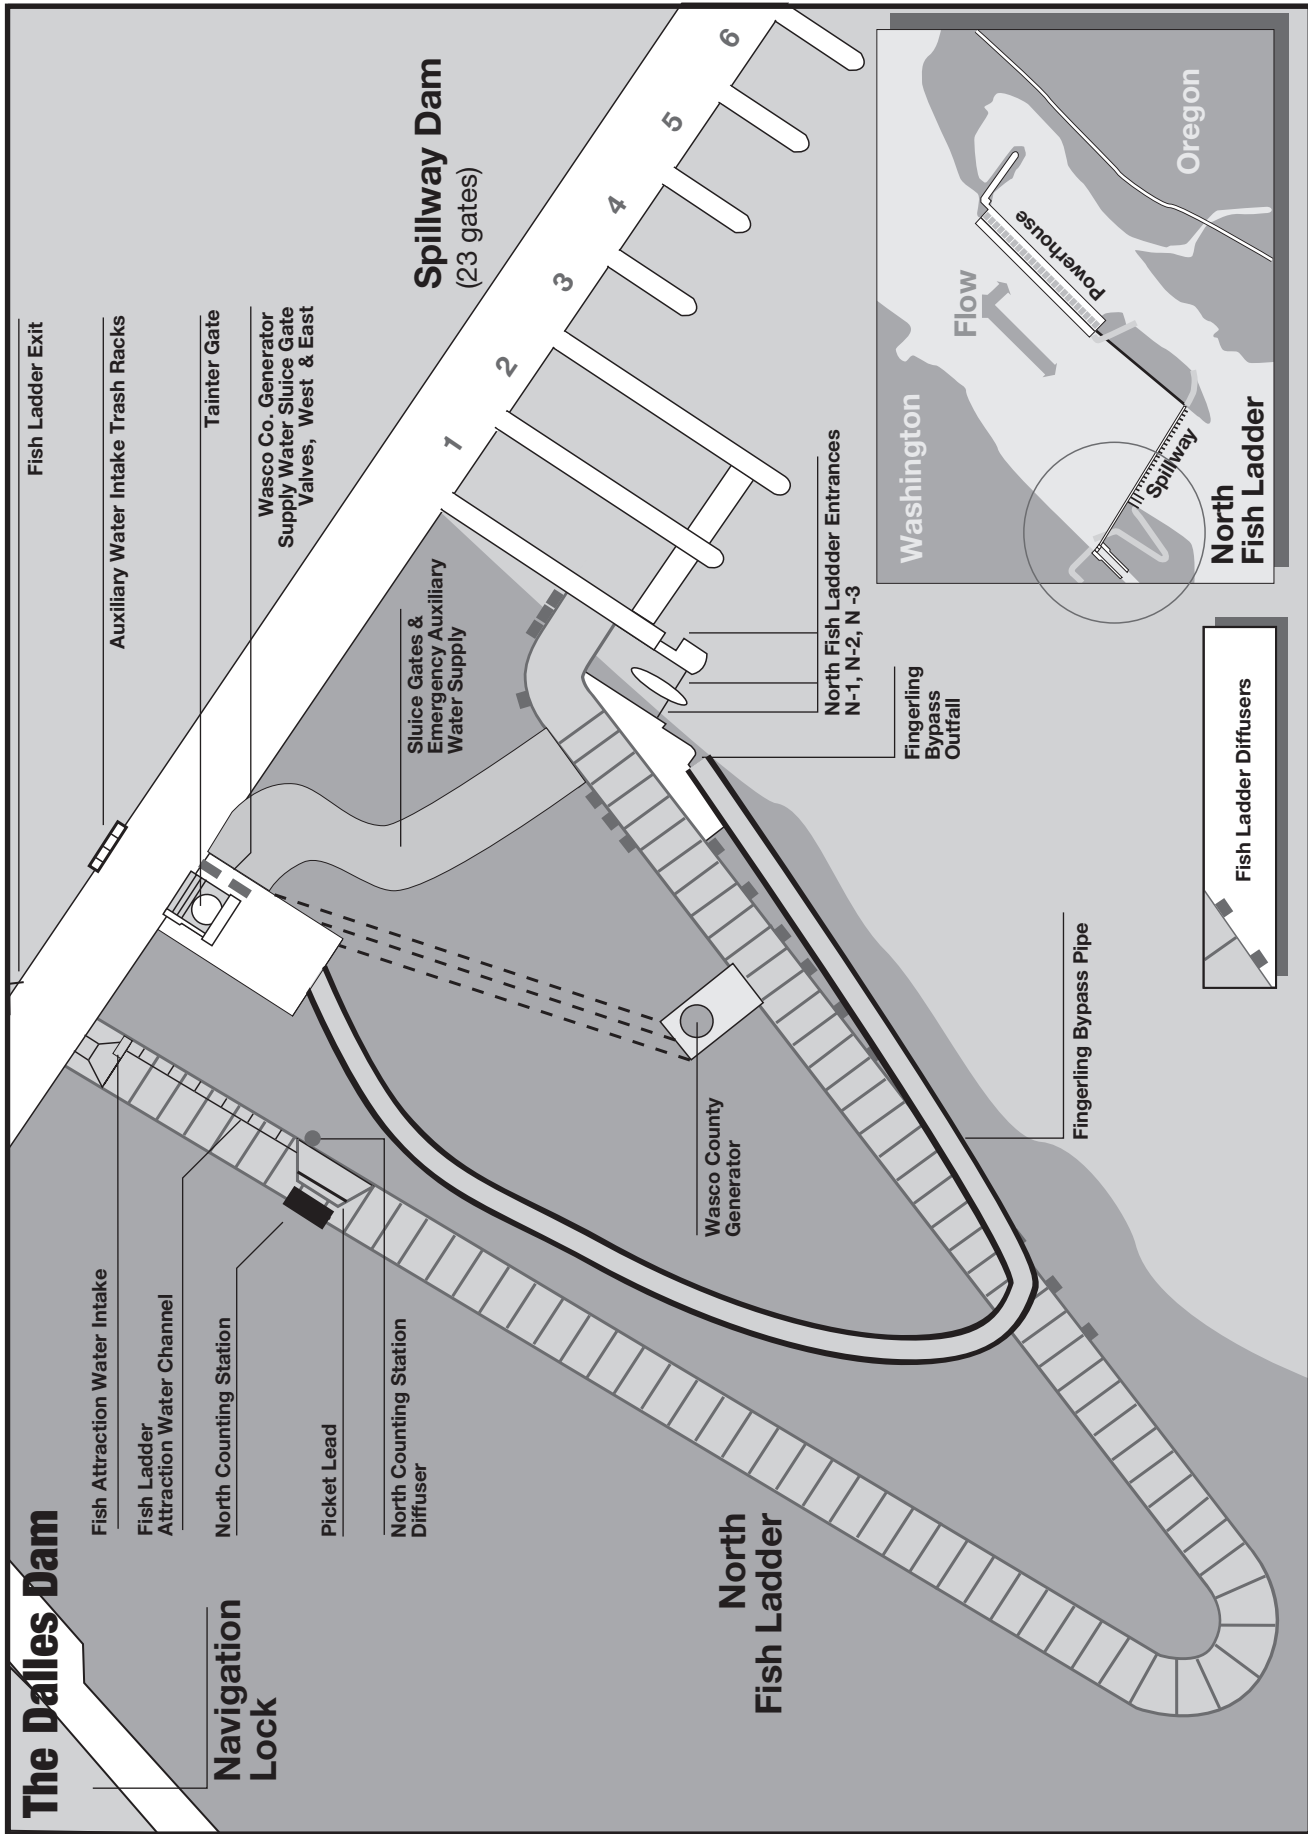 The Dalles Dam
Navigation
Lock
Fish Attraction Water Intake
Fish Ladder
Attraction Water Channel
North Counting Station
Picket Lead
North Counting Station
Diffuser
Fish Ladder Exit
Auxiliary Water Intake Trash Racks
Tainter Gate
Wasco Co. Generator
Supply Water Sluice Gate
Valves, West & East
Sluice Gates &
Emergency Auxiliary
Water Supply
Spillway Dam
(23 gates)
1
2
3
4
5
6
North
Fish Ladder
Wasco County
Generator
North Fish Laddder Entrances
N-1, N-2, N -3
Fingerling
Bypass
Outfall
Fingerling Bypass Pipe
Fish Ladder Diffusers
Washington
Flow
Powerhouse
Oregon
Spillway
North
Fish Ladder